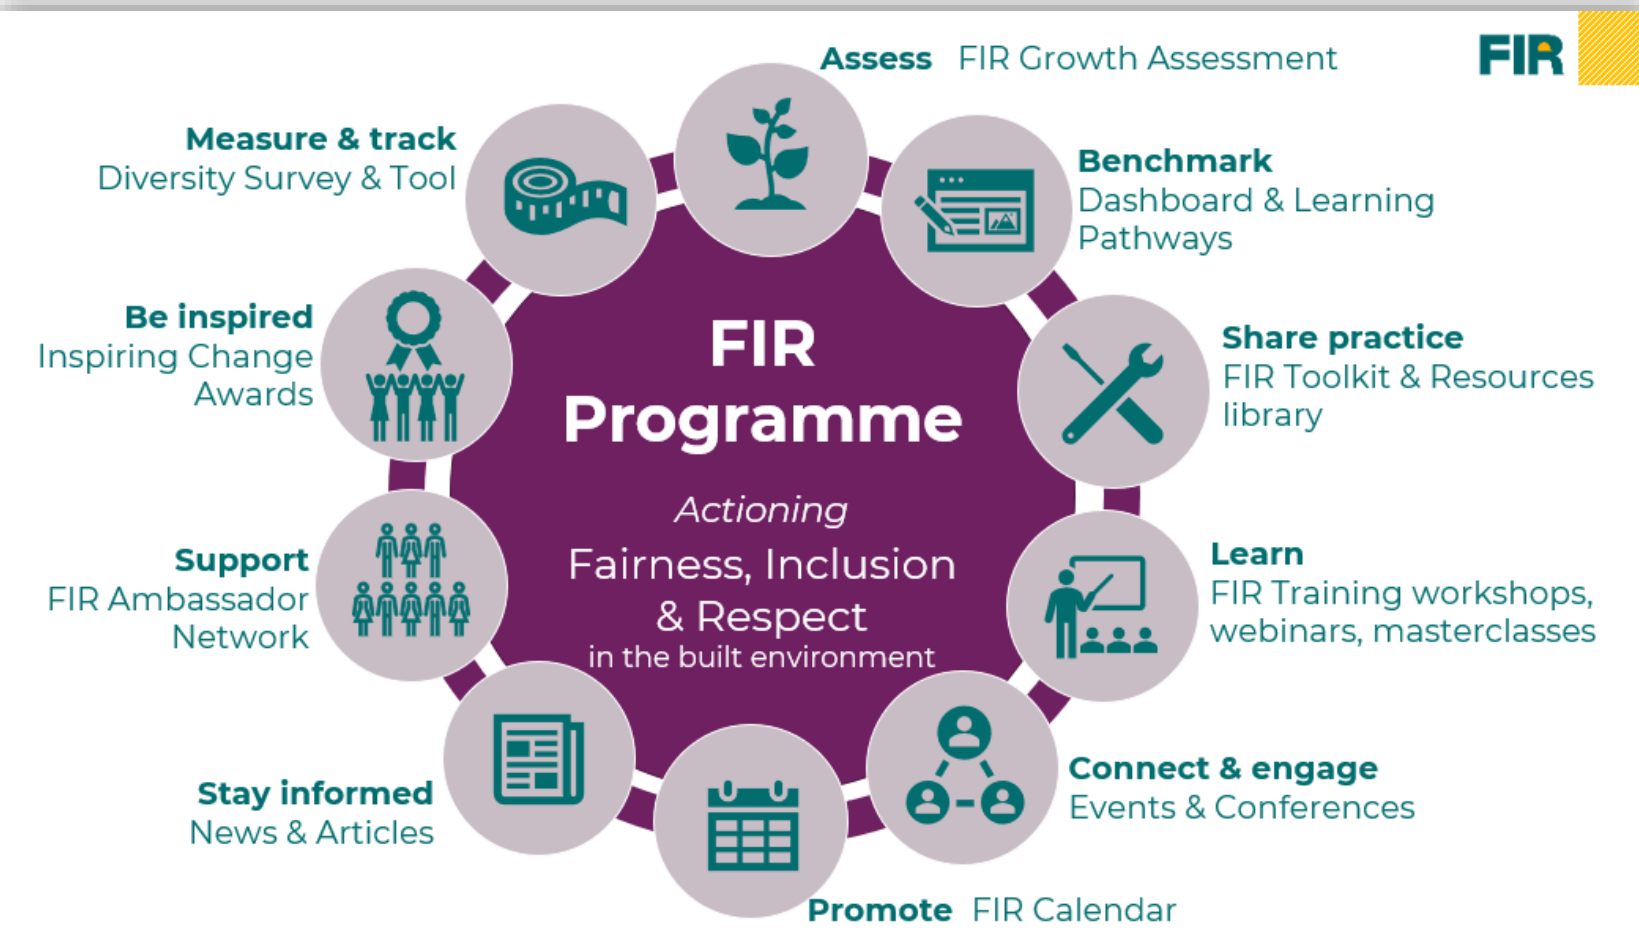 Assess FIR Growth Assessment
FIR
Measure & track
Diversity Survey & Tool
Benchmark
Dashboard & Learning
Pathways
Be inspired
Inspiring Change
Awards
FIR
Programme
Share practice
FIR Toolkit & Resources
library
Actioning
Fairness, Inclusion
& Respect
in the built environment
Support
FIR Ambassador
Network
Learn
FIR Training workshops,
webinars, masterclasses
Stay informed
News & Articles
Connect & engage
Events & Conferences
Promote FIR Calendar